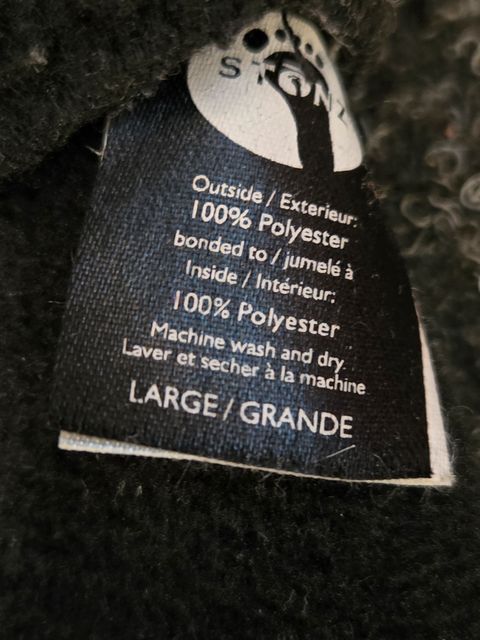 STONZ
Outside / Exterieur:
100% Polyester
bonded to / jumelé à
Inside / Intérieur:
100% Polyester
Machine wash and dry
Laver et secher à la machine
LARGE / GRANDE